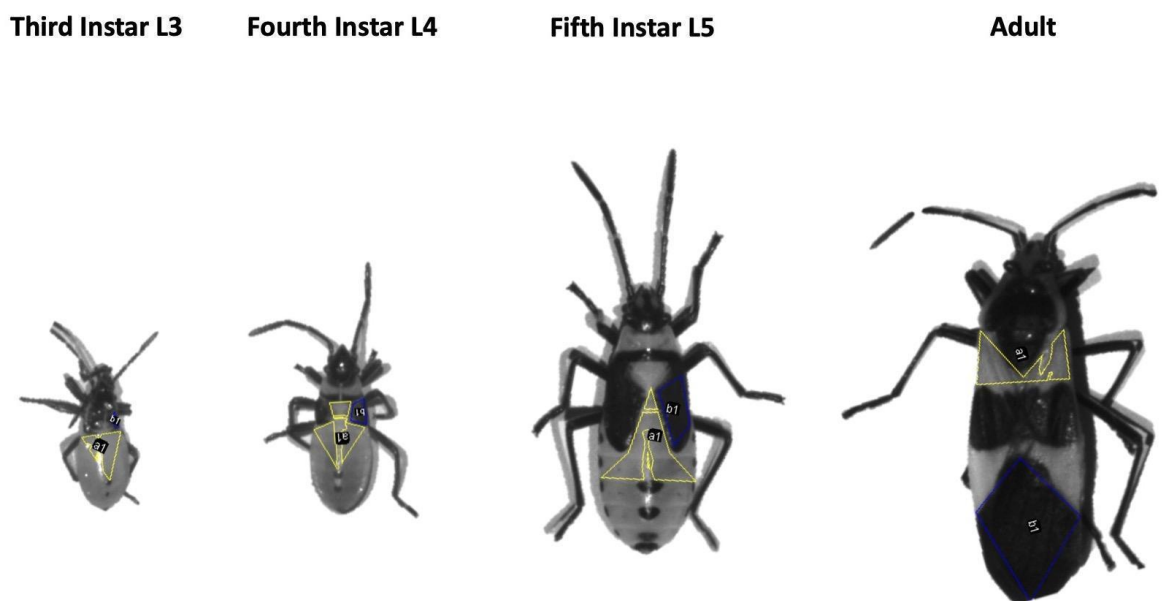 Third Instar L3
Fourth Instar L4
Fifth Instar L5
Adult
a1
b1
a1
b1
a1
b1
a1
b1